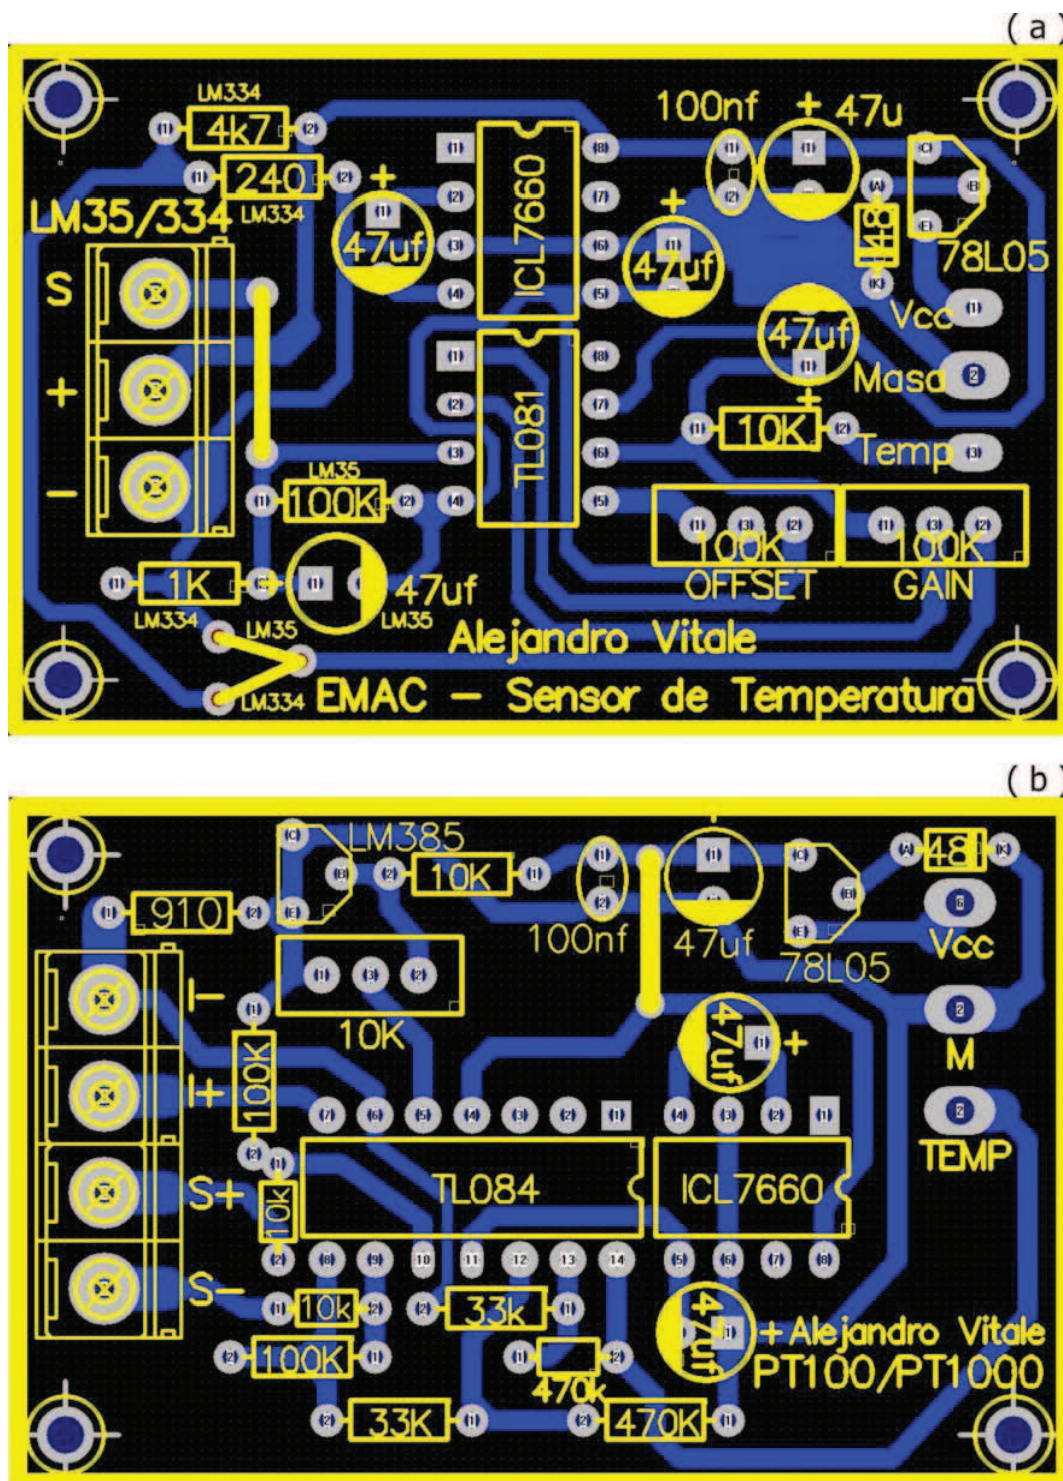 ( a )
LM334
4k7
240
LM334
LM35/334
S
+
-
+
47uf
ICL7660
100nf
+
47u
+
47uf
48
78L05
Vcc
47uf
+
Masa
10K
Temp
TL081
LM35
100K
100K
OFFSET
100K
GAIN
1K
LM334
+
47uf
LM35
LM35
LM334
Alejandro Vitale
EMAC - Sensor de Temperatura
( b )
LM385
10K
100nf
-
47uf
78L05
48
Vcc
.910
I-
10K
100K
47uf
+
M
I+
TL084
ICL7660
TEMP
S+
10k
S-
10k
33k
100K
470k
33K
470K
47uf
+ Alejandro Vitale
PT100/PT1000